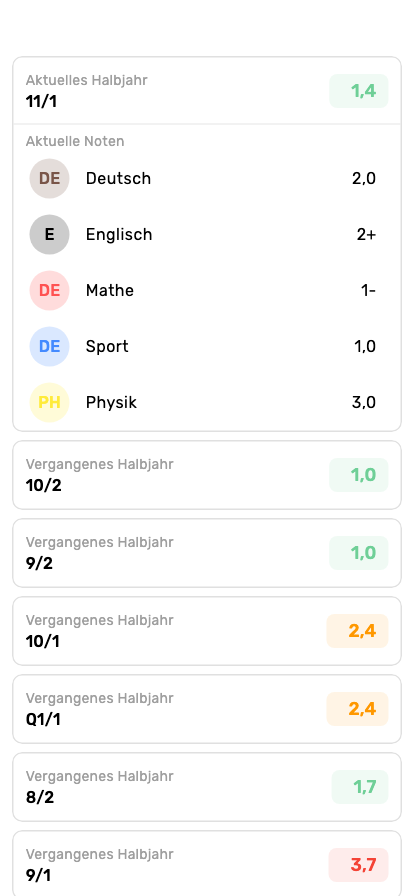 Aktuelles Halbjahr
11/1
1,4
Aktuelle Noten
DE Deutsch 2,0
E Englisch 2+
DE Mathe 1-
DE Sport 1,0
PH Physik 3,0
Vergangenes Halbjahr
10/2
1,0
Vergangenes Halbjahr
9/2
1,0
Vergangenes Halbjahr
10/1
2,4
Vergangenes Halbjahr
Q1/1
2,4
Vergangenes Halbjahr
8/2
1,7
Vergangenes Halbjahr
9/1
3,7